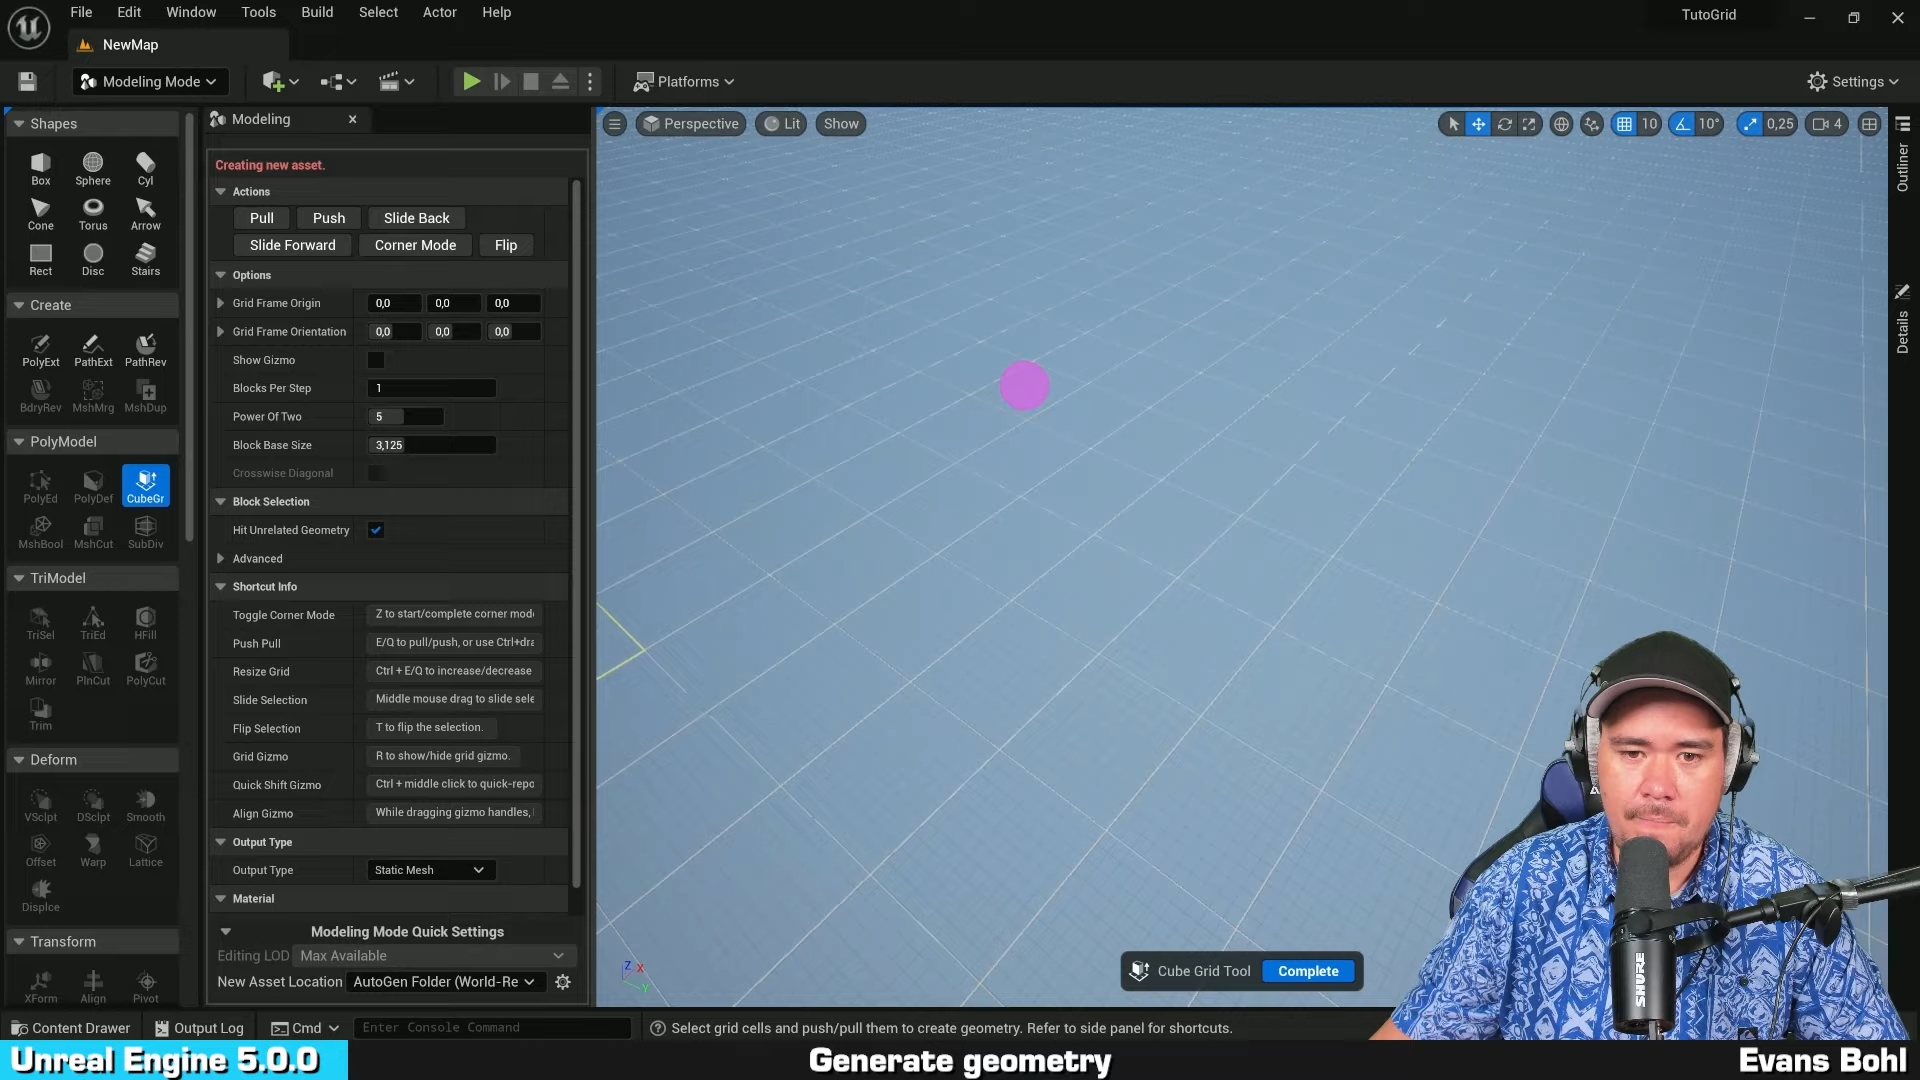 File Edit Window Tools Build Select Actor Help
TutoGrid
NewMap
Modeling Mode
Platforms
Settings
Shapes
Box Sphere Cyl
Cone Torus Arrow
Rect Disc Stairs
Create
PolyExt PathExt PathRev
BdryRev MshMrg MshDup
PolyModel
PolyEd PolyDef CubeGr
MshBool MshCut SubDiv
TriModel
TriSel TriEd HFill
Mirror PlnCut PolyCut
Trim
Deform
VSclpt DSclpt Smooth
Offset Warp Lattice
Displce
Transform
XForm Align Pivot
Modeling
Creating new asset.
Actions
Pull Push Slide Back
Slide Forward Corner Mode Flip
Options
Grid Frame Origin 0,0 0,0 0,0
Grid Frame Orientation 0,0 0,0 0,0
Show Gizmo
Blocks Per Step 1
Power Of Two 5
Block Base Size 3,125
Crosswise Diagonal
Block Selection
Hit Unrelated Geometry
Advanced
Shortcut Info
Toggle Corner Mode Z to start/complete corner mod
Push Pull E/Q to pull/push, or use Ctrl+dra
Resize Grid Ctrl + E/Q to increase/decrease
Slide Selection Middle mouse drag to slide sele
Flip Selection T to flip the selection.
Grid Gizmo R to show/hide grid gizmo.
Quick Shift Gizmo Ctrl + middle click to quick-repo
Align Gizmo While dragging gizmo handles,
Output Type
Output Type Static Mesh
Material
Modeling Mode Quick Settings
Editing LOD Max Available
New Asset Location AutoGen Folder (World-Re
Perspective Lit Show
10 10° 0,25 4
Outliner
Details
Z X
Y
Cube Grid Tool Complete
SHURE
Content Drawer Output Log Cmd Enter Console Command
Select grid cells and push/pull them to create geometry. Refer to side panel for shortcuts.
Unreal Engine 5.0.0 Generate geometry Evans Bohl